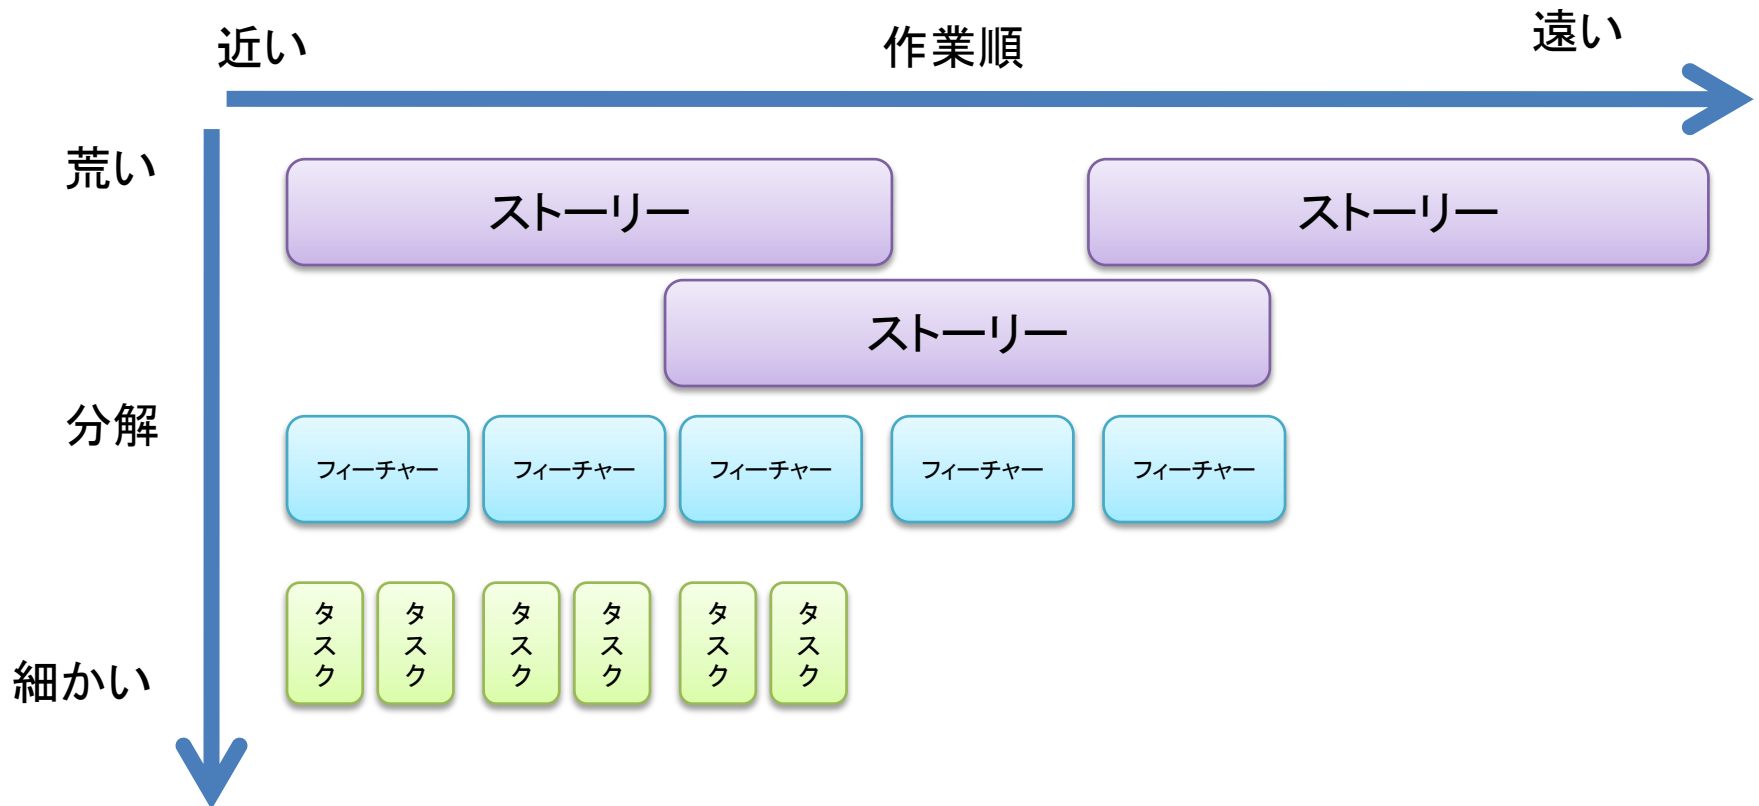 近い
作業順
遠い
荒い
ストーリー
ストーリー
ストーリー
分解
フィーチャー
フィーチャー
フィーチャー
フィーチャー
フィーチャー
タスク
タスク
タスク
タスク
タスク
タスク
細かい